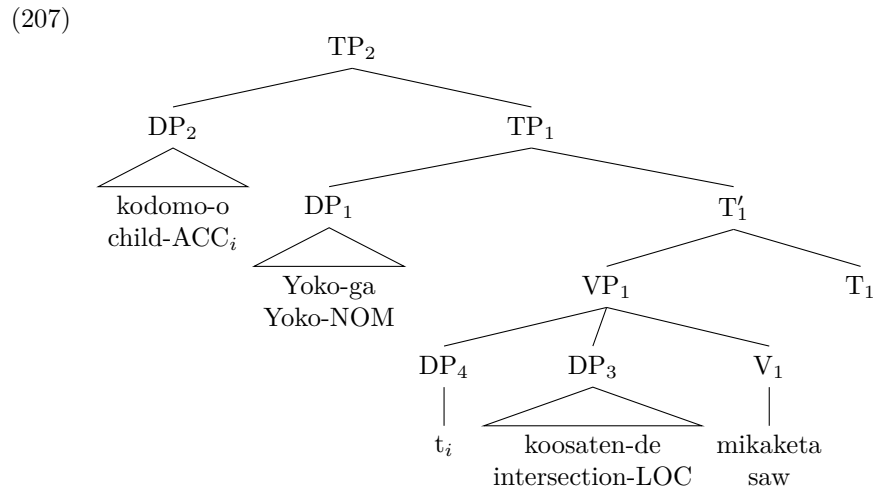 (207)
TP₂
DP₂ TP₁
kodomo-o
child-ACCᵢ
DP₁ T′₁
Yoko-ga
Yoko-NOM
VP₁ T₁
DP₄ DP₃ V₁
tᵢ koosaten-de mikaketa
intersection-LOC saw